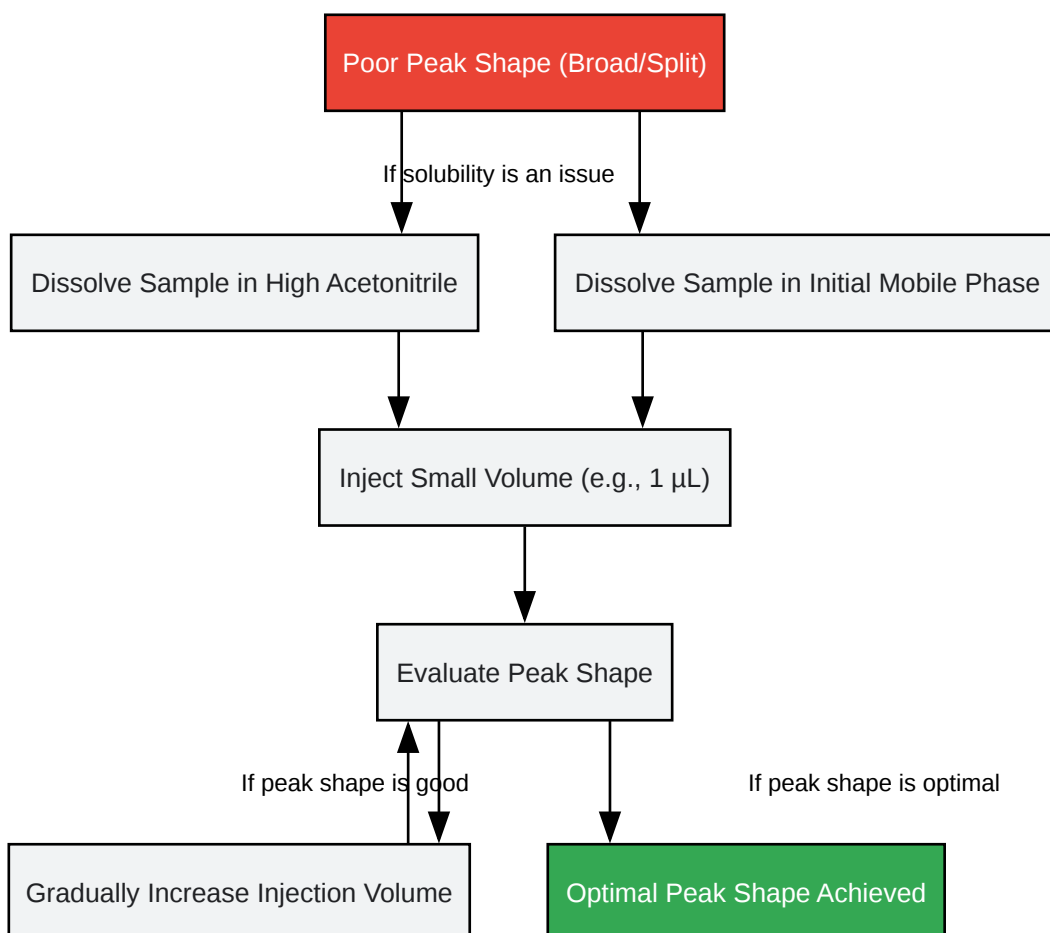 Poor Peak Shape (Broad/Split)
If solubility is an issue
Dissolve Sample in High Acetonitrile
Dissolve Sample in Initial Mobile Phase
Inject Small Volume (e.g., 1 µL)
Evaluate Peak Shape
If peak shape is good
If peak shape is optimal
Gradually Increase Injection Volume
Optimal Peak Shape Achieved